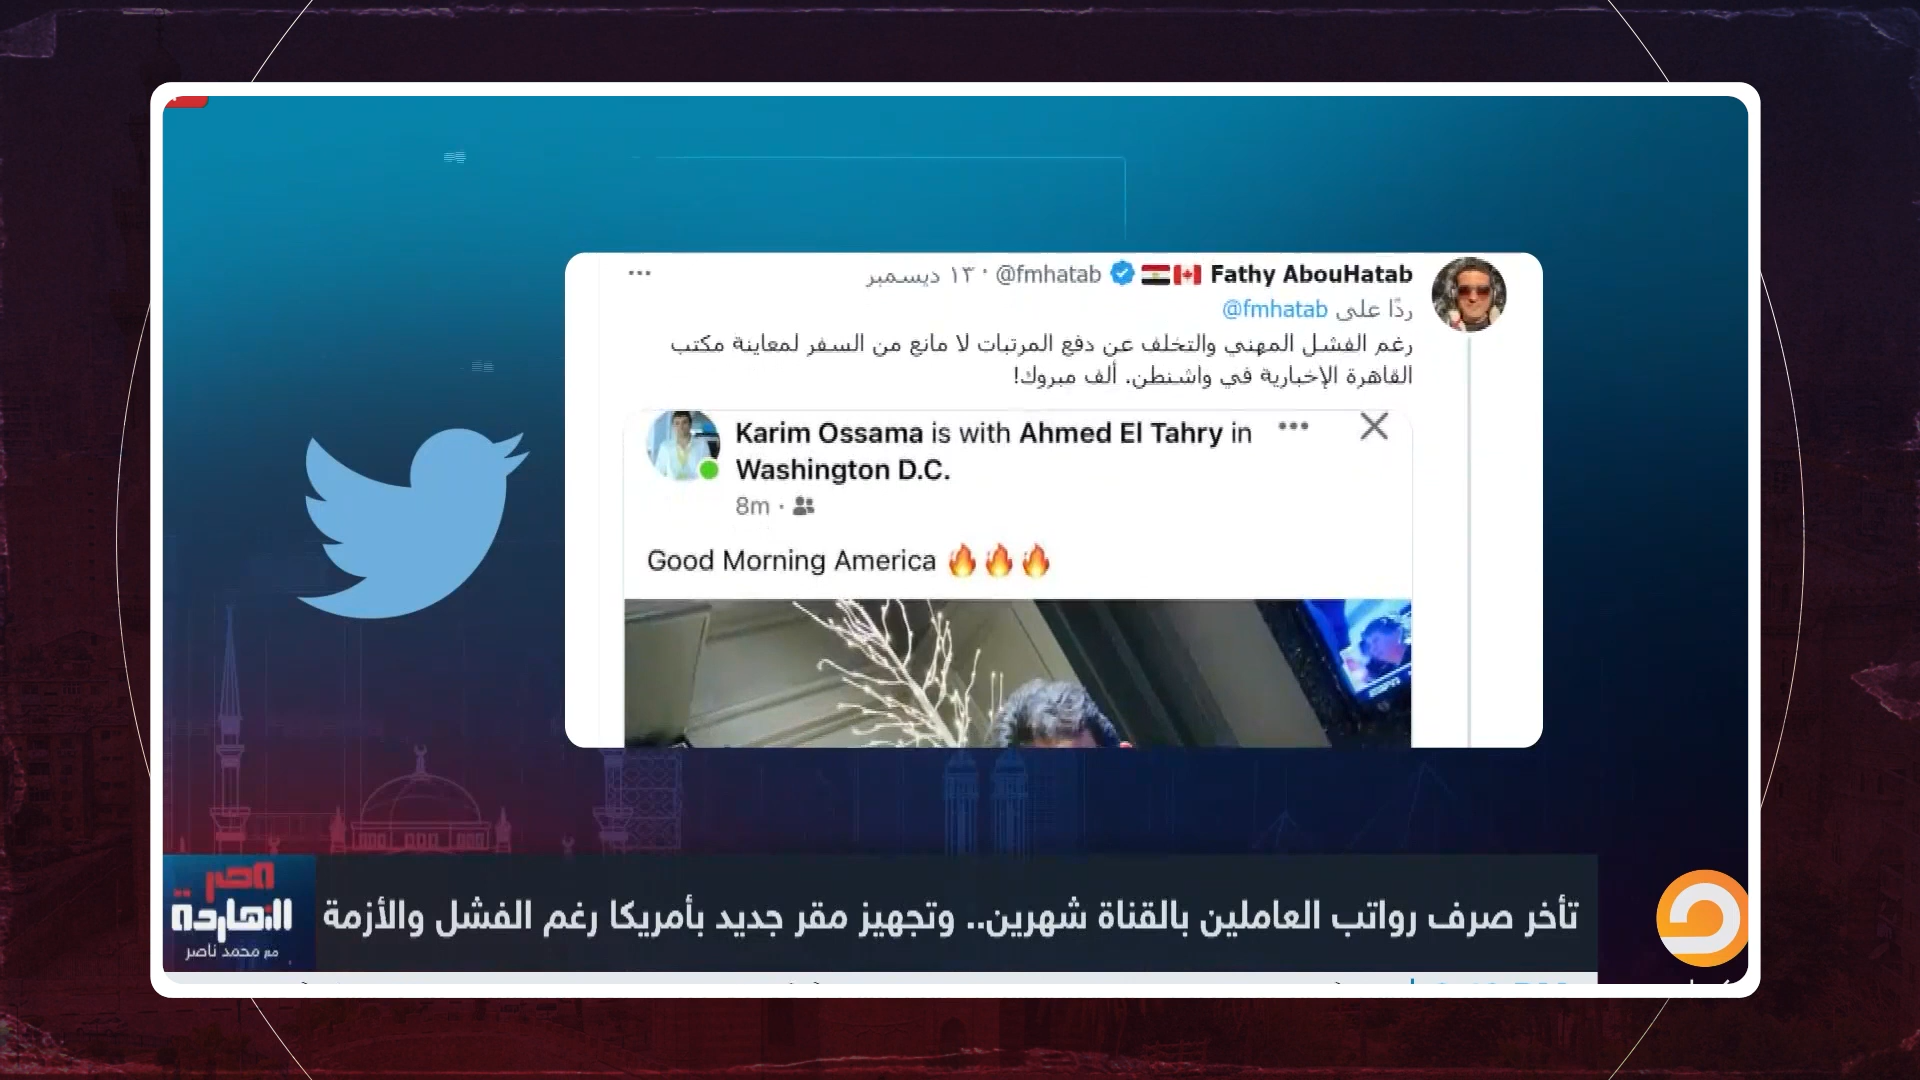 Fathy AbouHatab @fmhatab · ١٣ ديسمبر
ردًا على @fmhatab
رغم الفشل المهني والتخلف عن دفع المرتبات لا مانع من السفر لمعاينة مكتب
القاهرة الإخبارية في واشنطن. ألف مبروك!
Karim Ossama is with Ahmed El Tahry in
Washington D.C.
8m ·
Good Morning America 🔥🔥🔥
ESPN
تأخر صرف رواتب العاملين بالقناة شهرين.. وتجهيز مقر جديد بأمريكا رغم الفشل والأزمة
مصر
النهاردة
مع محمد ناصر